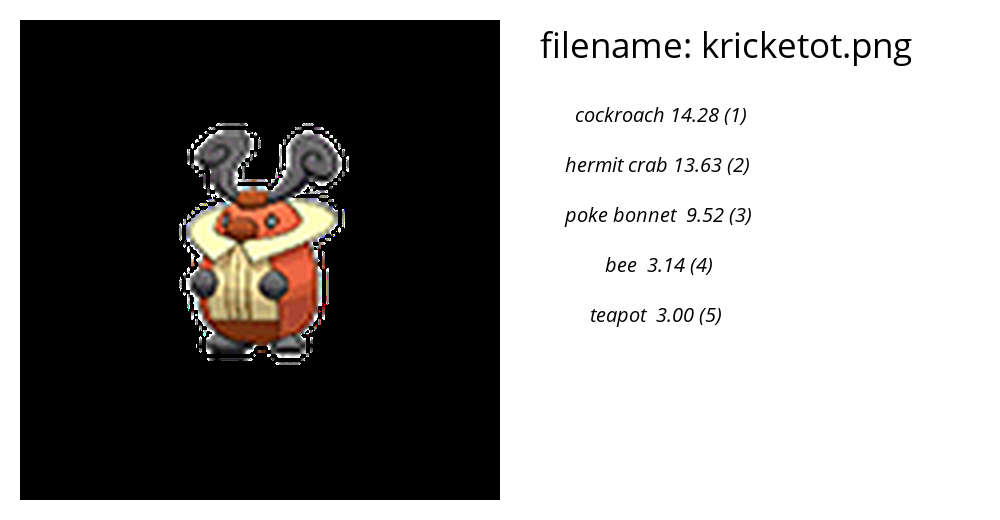 filename: kricketot.png
cockroach 14.28 (1)
hermit crab 13.63 (2)
poke bonnet 9.52 (3)
bee 3.14 (4)
teapot 3.00 (5)